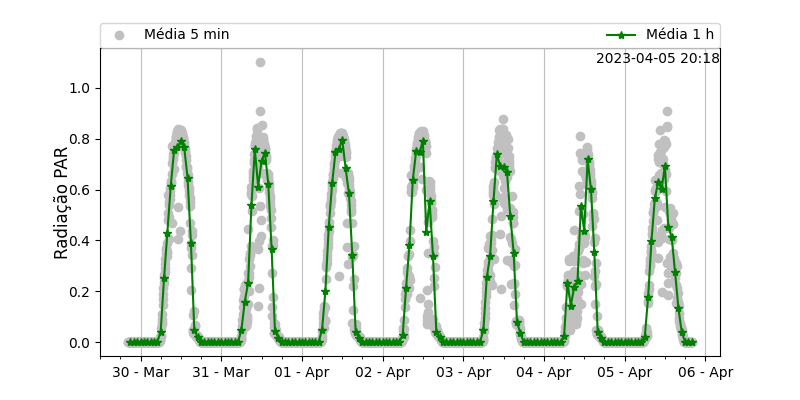 Média 5 min
Média 1 h
2023-04-05 20:18
Radiação PAR
1.0
0.8
0.6
0.4
0.2
0.0
30 - Mar 31 - Mar 01 - Apr 02 - Apr 03 - Apr 04 - Apr 05 - Apr 06 - Apr